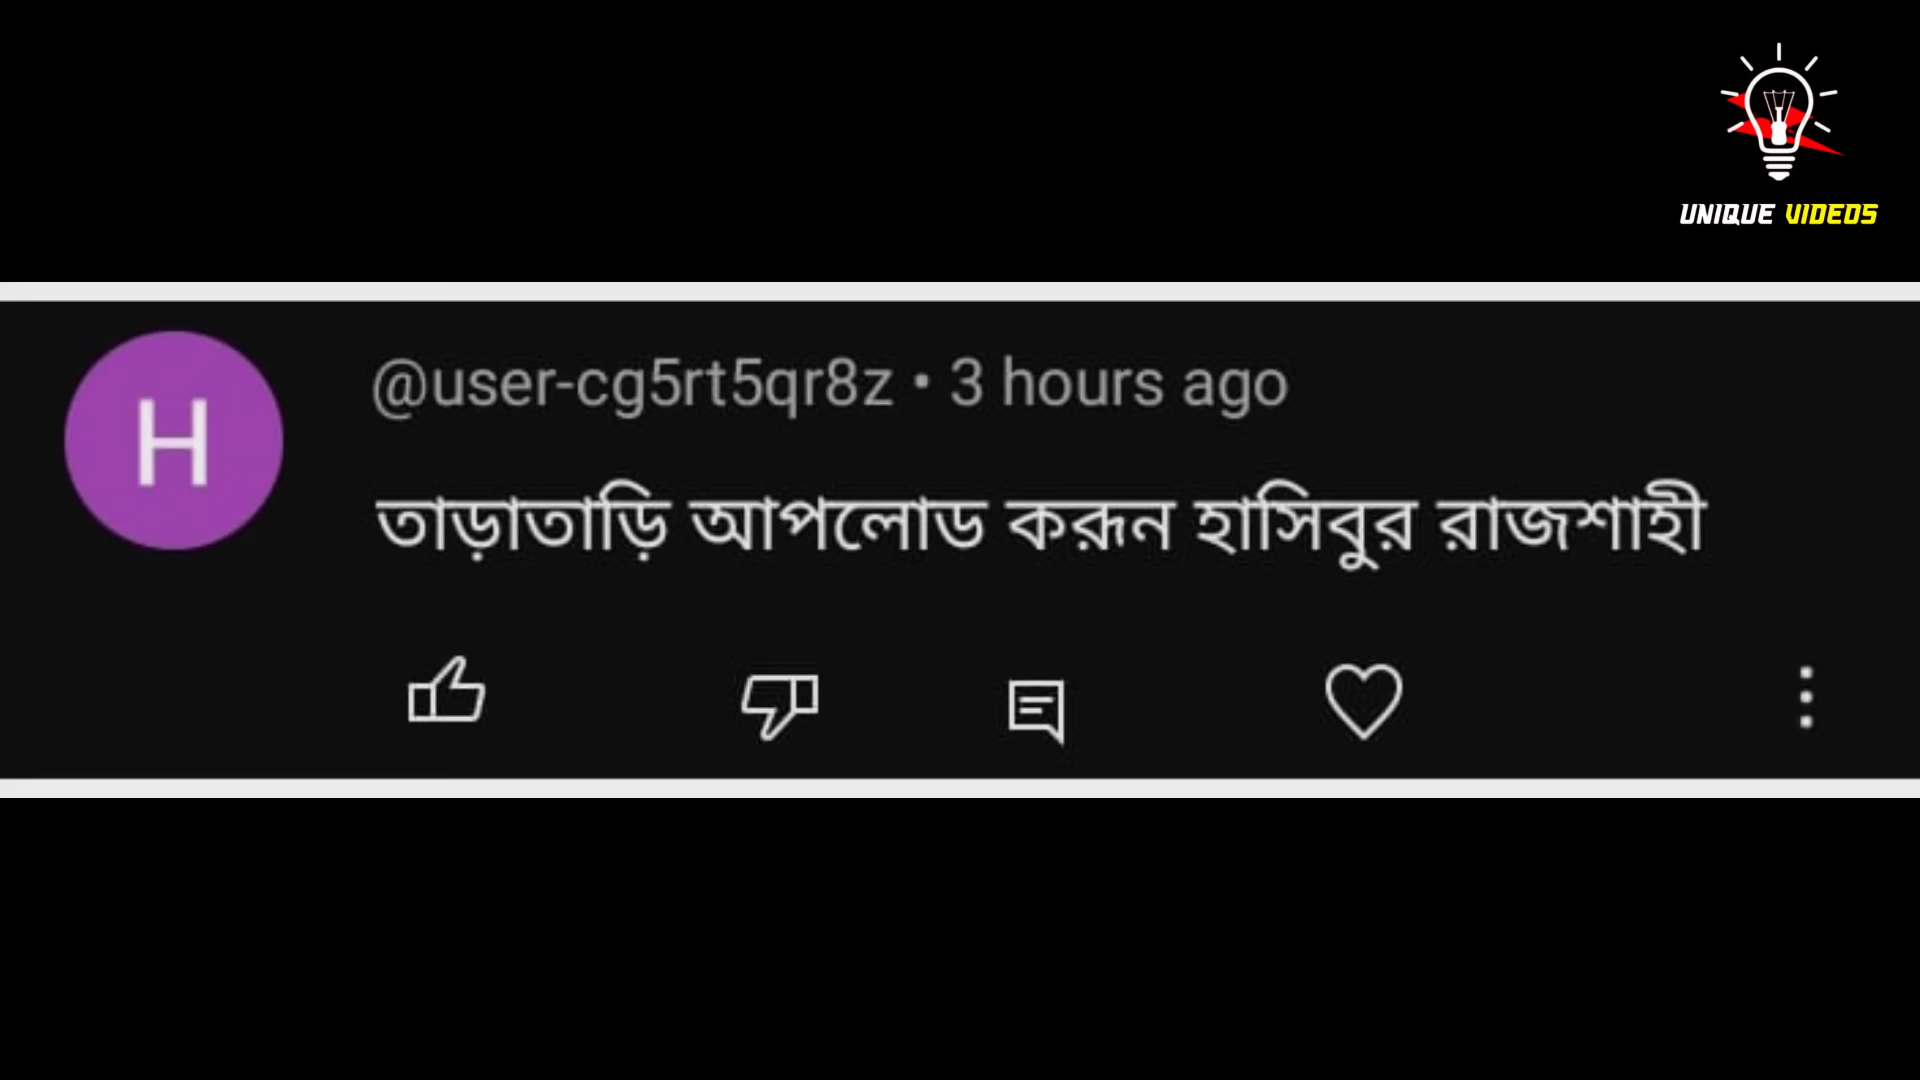 UNIQUE VIDEOS
H
@user-cg5rt5qr8z • 3 hours ago
তাড়াতাড়ি আপলোড করূন হাসিবুর রাজশাহী